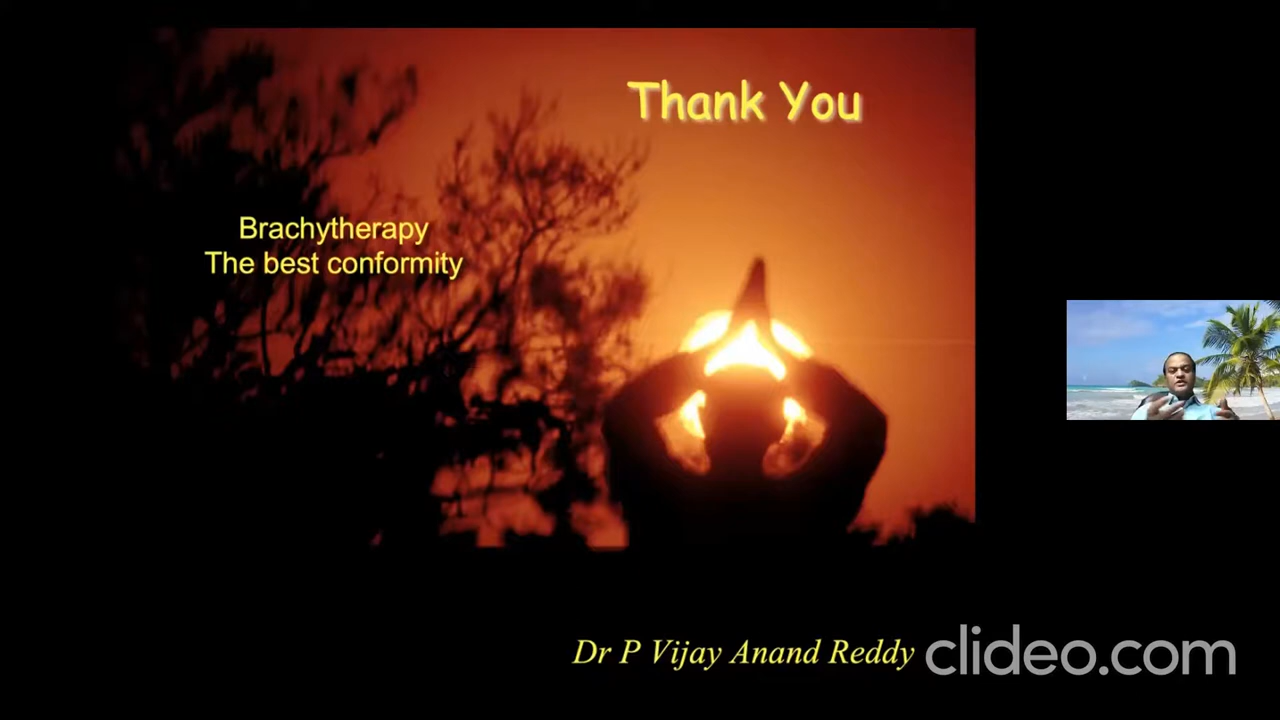 Thank You
Brachytherapy
The best conformity
Dr P Vijay Anand Reddy
clideo.com